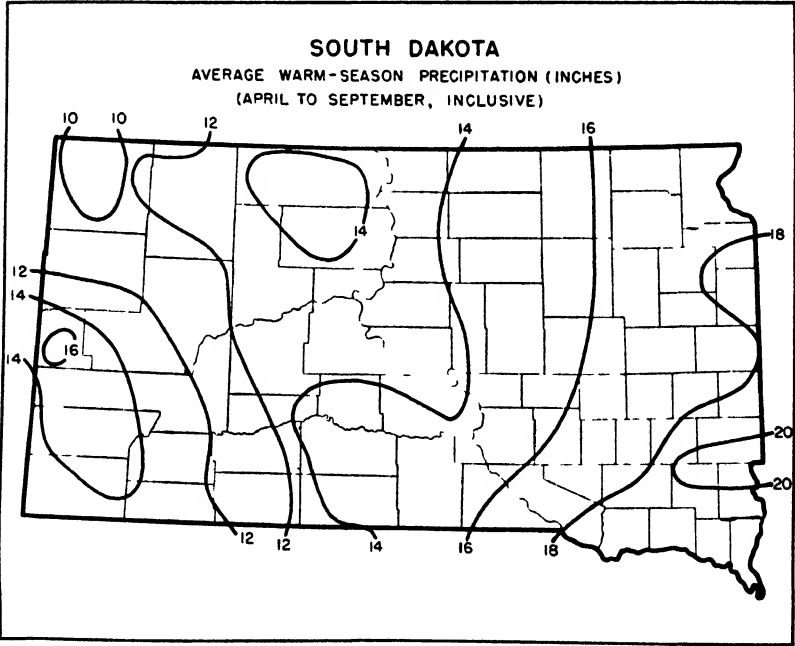 SOUTH DAKOTA
AVERAGE WARM-SEASON PRECIPITATION (INCHES)
(APRIL TO SEPTEMBER, INCLUSIVE)
10 10 12 14 16
14
18
12
14
16
14
20
20
12 12 14 16 18